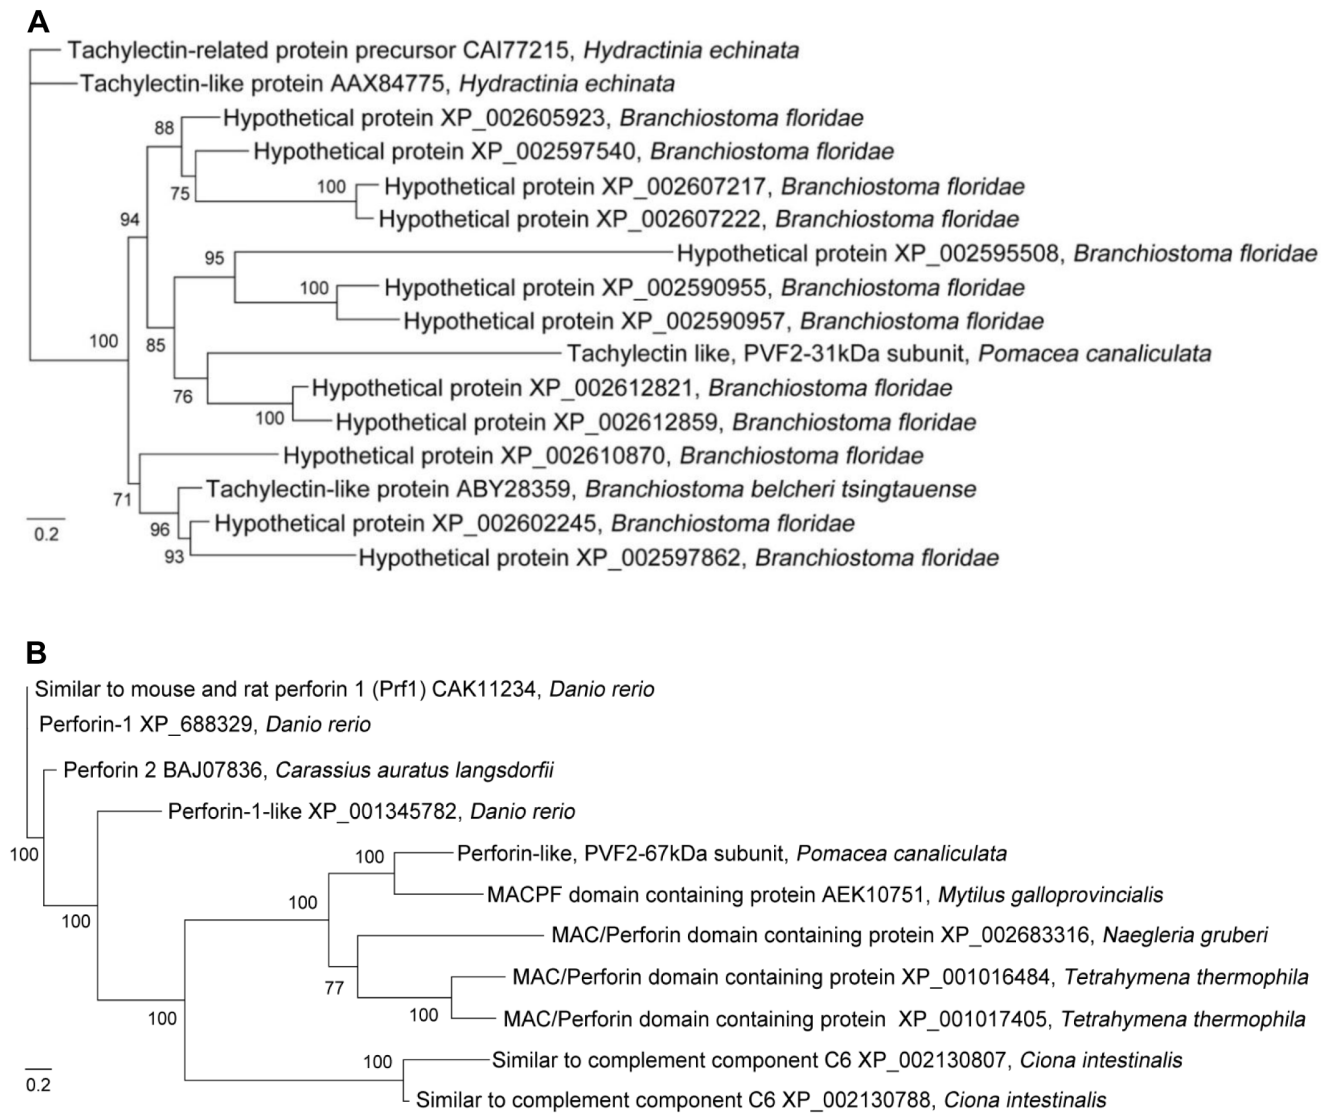 A
Tachylectin-related protein precursor CAI77215, Hydractinia echinata
Tachylectin-like protein AAX84775, Hydractinia echinata
88
Hypothetical protein XP_002605923, Branchiostoma floridae
Hypothetical protein XP_002597540, Branchiostoma floridae
75
100
Hypothetical protein XP_002607217, Branchiostoma floridae
Hypothetical protein XP_002607222, Branchiostoma floridae
94
95
Hypothetical protein XP_002595508, Branchiostoma floridae
100
Hypothetical protein XP_002590955, Branchiostoma floridae
Hypothetical protein XP_002590957, Branchiostoma floridae
100
85
Tachylectin like, PVF2-31kDa subunit, Pomacea canaliculata
76
Hypothetical protein XP_002612821, Branchiostoma floridae
100
Hypothetical protein XP_002612859, Branchiostoma floridae
Hypothetical protein XP_002610870, Branchiostoma floridae
71
Tachylectin-like protein ABY28359, Branchiostoma belcheri tsingtauense
96
Hypothetical protein XP_002602245, Branchiostoma floridae
93
Hypothetical protein XP_002597862, Branchiostoma floridae
0.2
B
Similar to mouse and rat perforin 1 (Prf1) CAK11234, Danio rerio
Perforin-1 XP_688329, Danio rerio
Perforin 2 BAJ07836, Carassius auratus langsdorfii
Perforin-1-like XP_001345782, Danio rerio
100
100
Perforin-like, PVF2-67kDa subunit, Pomacea canaliculata
MACPF domain containing protein AEK10751, Mytilus galloprovincialis
100
100
MAC/Perforin domain containing protein XP_002683316, Naegleria gruberi
77
MAC/Perforin domain containing protein XP_001016484, Tetrahymena thermophila
100
MAC/Perforin domain containing protein XP_001017405, Tetrahymena thermophila
100
100
Similar to complement component C6 XP_002130807, Ciona intestinalis
Similar to complement component C6 XP_002130788, Ciona intestinalis
0.2